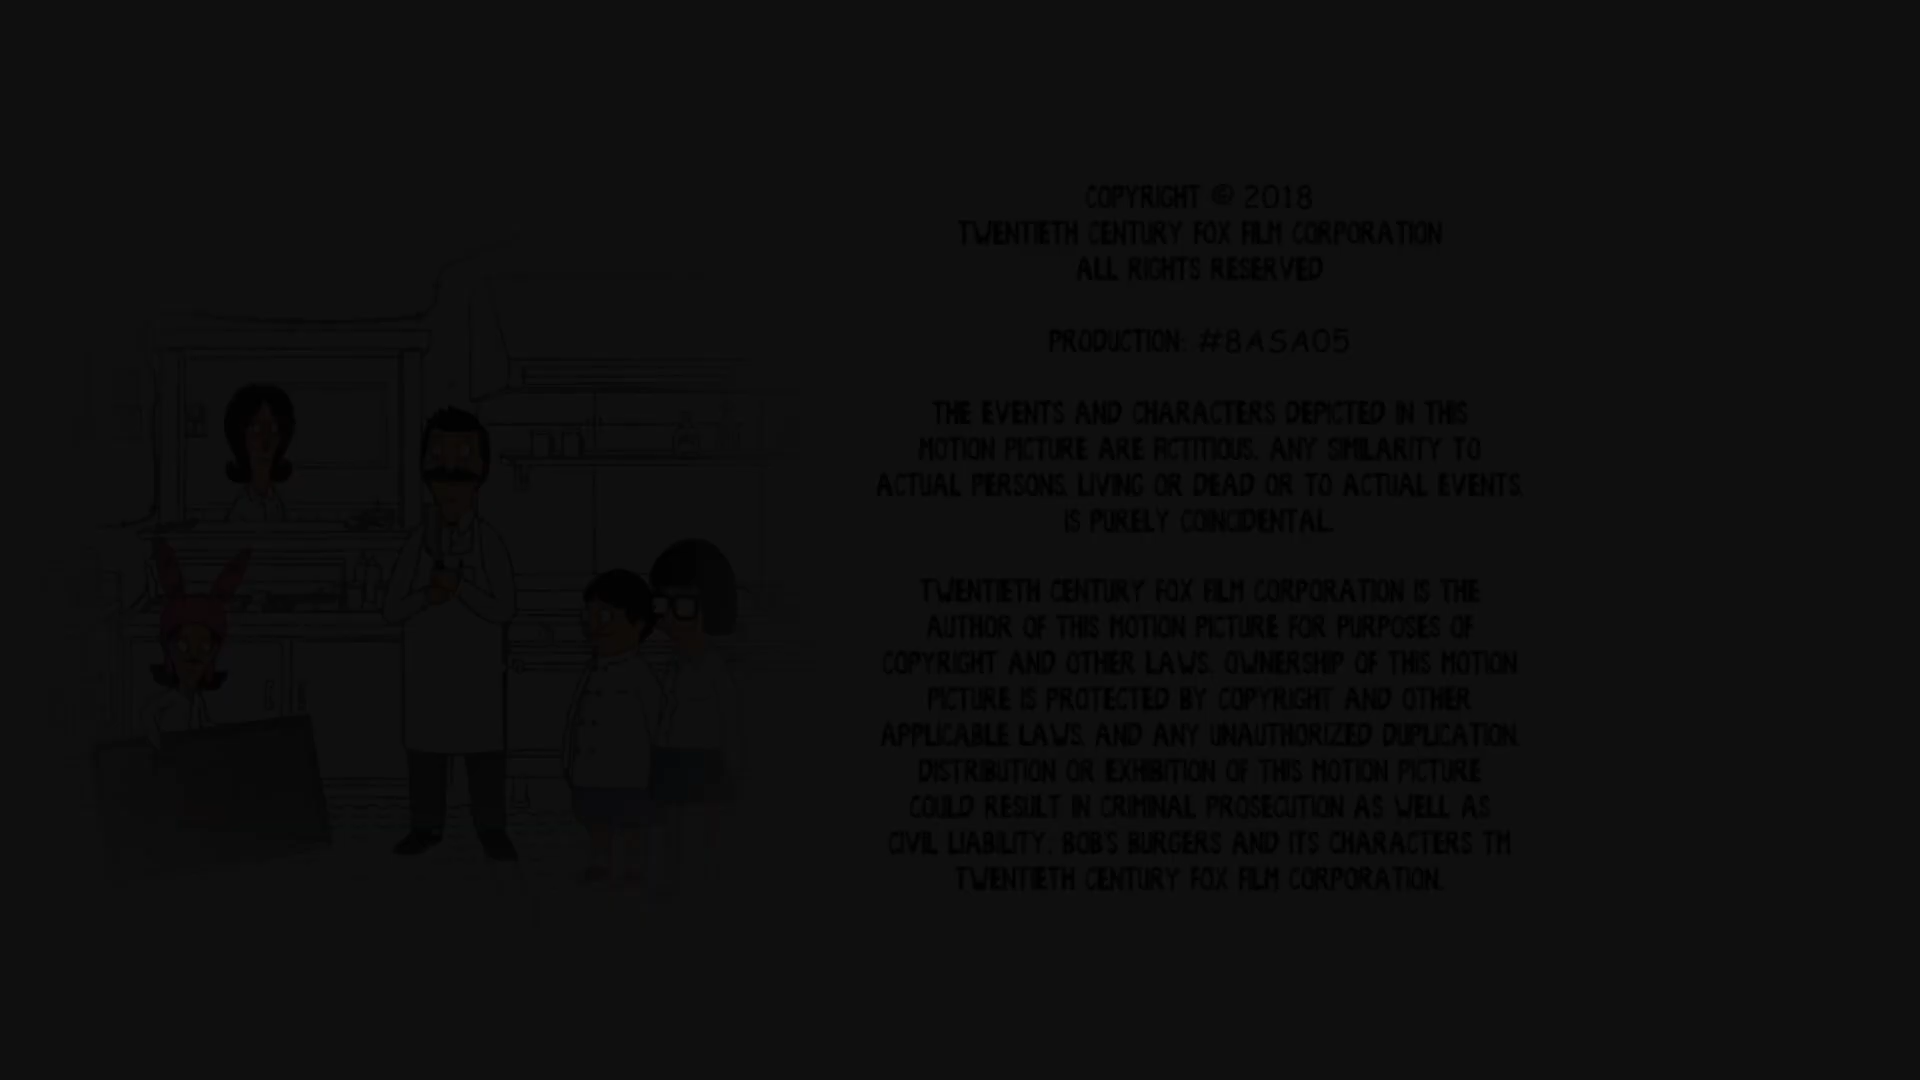 COPYRIGHT © 2018
TWENTIETH CENTURY FOX FILM CORPORATION
ALL RIGHTS RESERVED
PRODUCTION: #8ASA05
THE EVENTS AND CHARACTERS DEPICTED IN THIS
MOTION PICTURE ARE FICTITIOUS. ANY SIMILARITY TO
ACTUAL PERSONS, LIVING OR DEAD OR TO ACTUAL EVENTS,
IS PURELY COINCIDENTAL.
TWENTIETH CENTURY FOX FILM CORPORATION IS THE
AUTHOR OF THIS MOTION PICTURE FOR PURPOSES OF
COPYRIGHT AND OTHER LAWS. OWNERSHIP OF THIS MOTION
PICTURE IS PROTECTED BY COPYRIGHT AND OTHER
APPLICABLE LAWS, AND ANY UNAUTHORIZED DUPLICATION,
DISTRIBUTION OR EXHIBITION OF THIS MOTION PICTURE
COULD RESULT IN CRIMINAL PROSECUTION AS WELL AS
CIVIL LIABILITY. BOB'S BURGERS AND ITS CHARACTERS TM
TWENTIETH CENTURY FOX FILM CORPORATION.